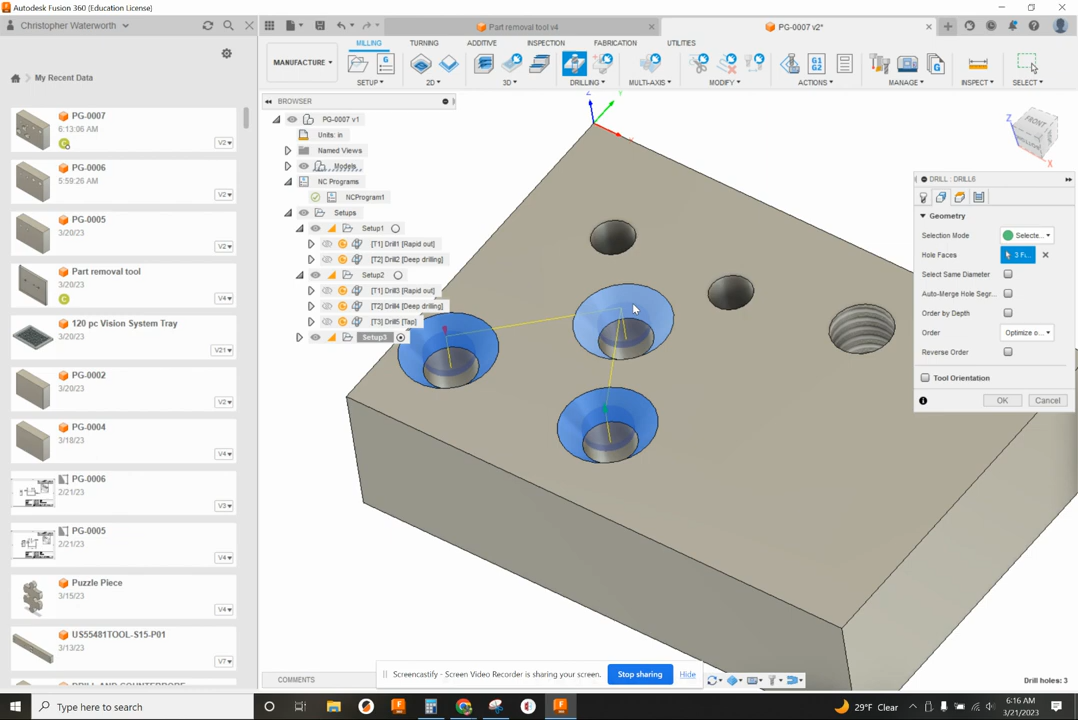 Autodesk Fusion 360 (Education License)
Christopher Waterworth
Part removal tool v4
PG-0007 v2*
MILLING TURNING ADDITIVE INSPECTION FABRICATION UTILITIES
MANUFACTURE
G1
G2
SETUP 2D 3D DRILLING MULTI-AXIS MODIFY ACTIONS MANAGE INSPECT SELECT
My Recent Data
PG-0007
6:13:06 AM
V2
PG-0006
5:59:26 AM
V2
PG-0005
3/20/23
V2
Part removal tool
3/20/23
V4
120 pc Vision System Tray
3/20/23
V21
PG-0002
3/20/23
V2
PG-0004
3/18/23
V4
PG-0006
2/21/23
V3
PG-0005
2/21/23
V4
Puzzle Piece
3/15/23
V4
US55481TOOL-S15-P01
3/13/23
V7
DRILL AND COUNTERBORE
BROWSER
PG-0007 v1
Units: in
Named Views
Models
NC Programs
NCProgram1
Setups
Setup1
[T1] Drill1 [Rapid out]
[T2] Drill2 [Deep drilling]
Setup2
[T1] Drill3 [Rapid out]
[T2] Drill4 [Deep drilling]
[T3] Drill5 [Tap]
Setup3
Z Y
Z FRONT X
DRILL : DRILL6
Geometry
Selection Mode Selecte...
Hole Faces 3 F...
Select Same Diameter
Auto-Merge Hole Segr...
Order by Depth
Order Optimize o...
Reverse Order
Tool Orientation
OK Cancel
COMMENTS
Screencastify - Screen Video Recorder is sharing your screen. Stop sharing Hide
Drill holes: 3
Type here to search
29°F Clear
6:16 AM
3/21/2023